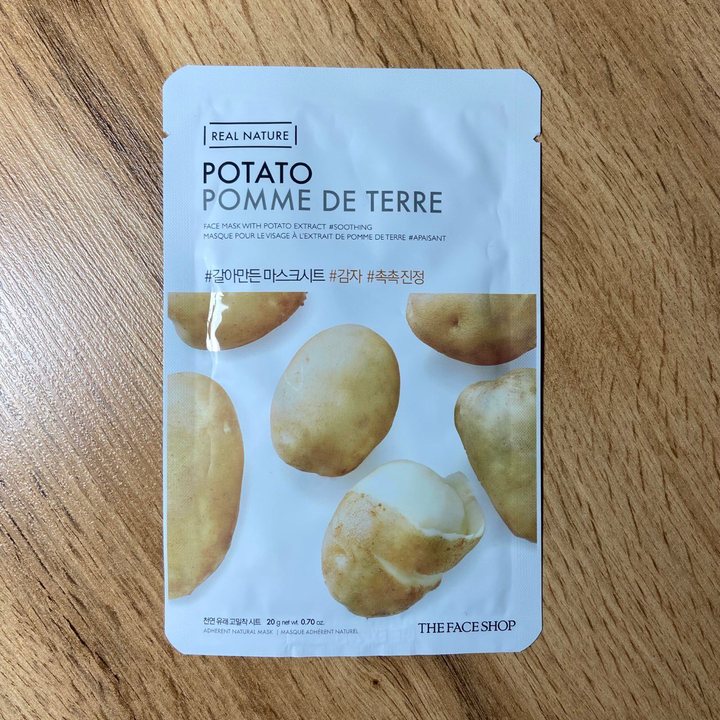 REAL NATURE
POTATO
POMME DE TERRE
FACE MASK WITH POTATO EXTRACT #SOOTHING
MASQUE POUR LE VISAGE À L'EXTRAIT DE POMME DE TERRE #APAISANT
#갈아만든 마스크시트 #감자 #촉촉진정
천연 유래 고밀착 시트 20 g net wt. 0.70 oz.
ADHERENT NATURAL MASK | MASQUE ADHÉRENT NATUREL
THE FACE SHOP